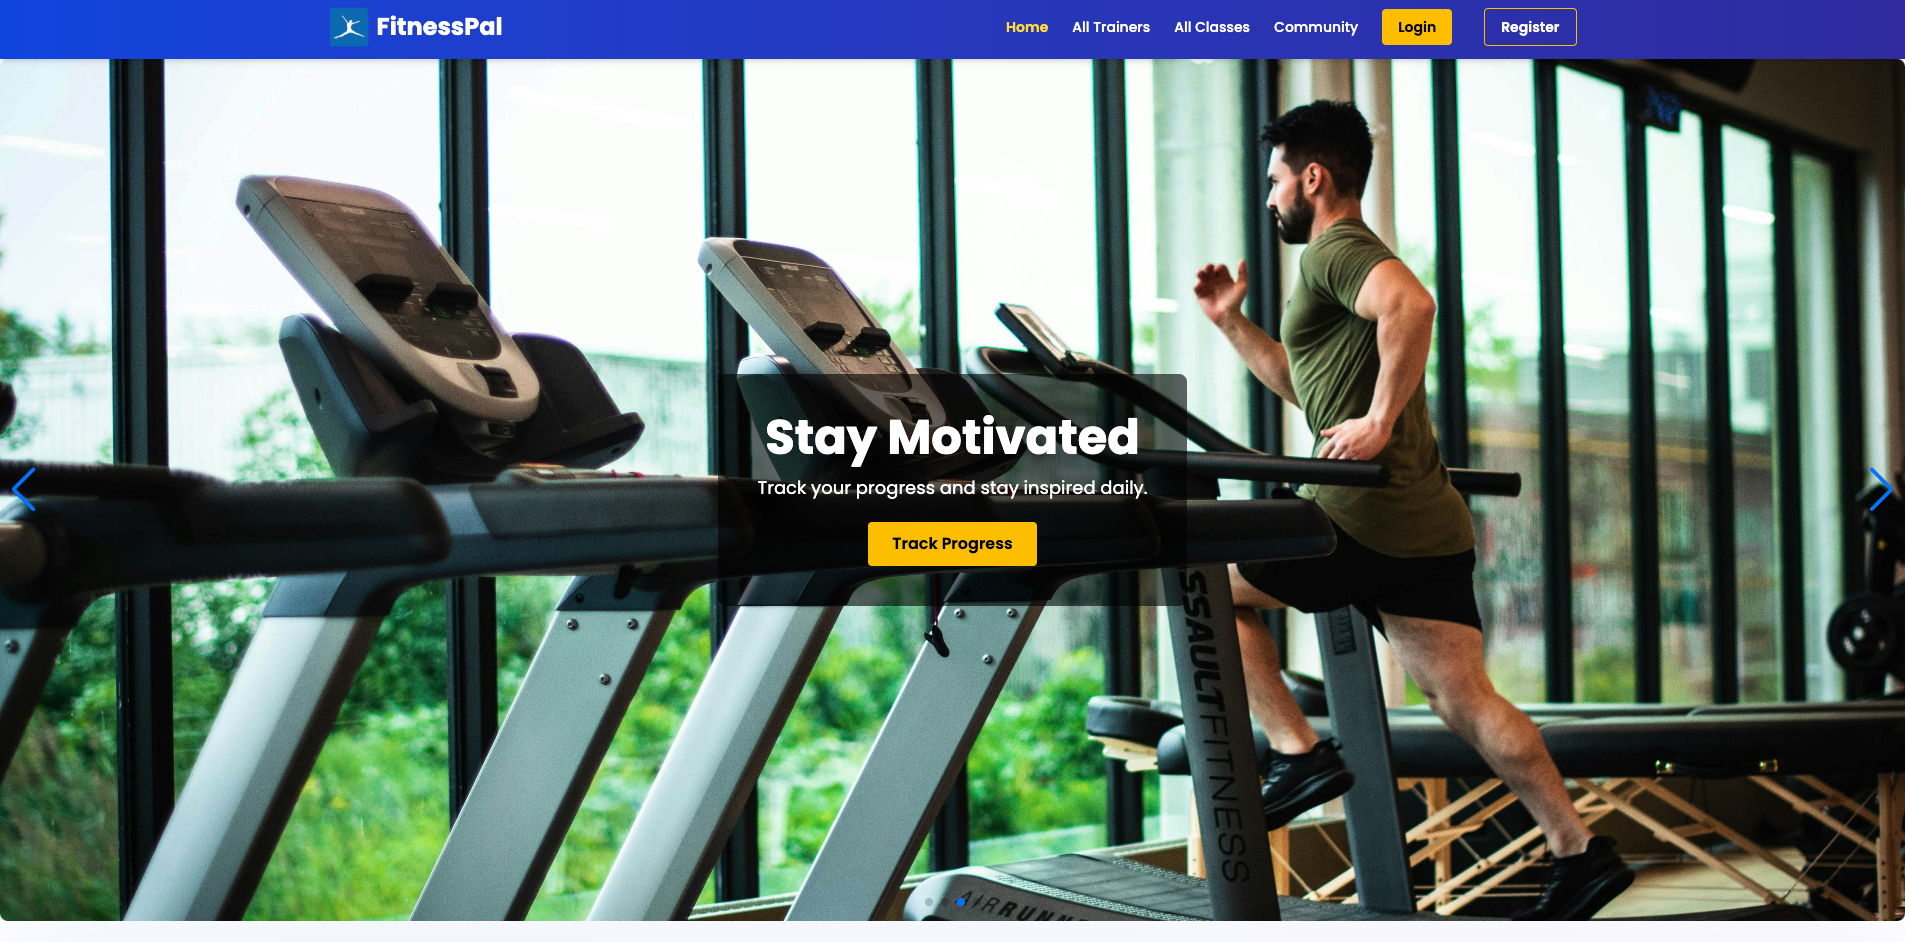 FitnessPal
Home All Trainers All Classes Community Login Register
Stay Motivated
Track your progress and stay inspired daily.
Track Progress
SSAULTFITNESS
AIRRUNNE